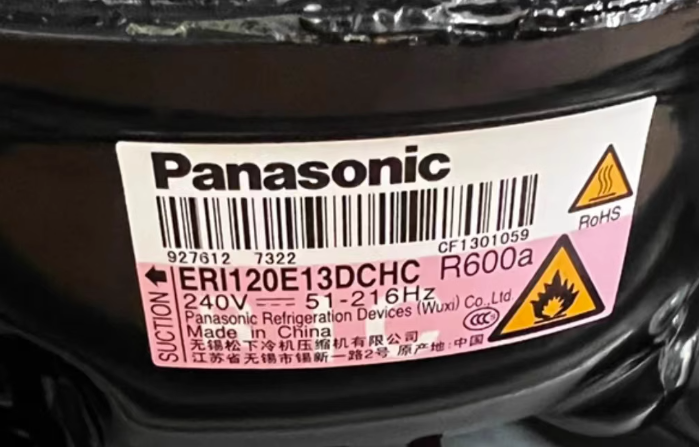 Panasonic
927612 7322 CF1301059
ERI120E13DCHC R600a
240V ⎓ 51-216Hz
Panasonic Refrigeration Devices (Wuxi) Co.,Ltd.
Made in China
无锡松下冷机压缩机有限公司
江苏省无锡市锡新一路2号 原产地:中国
SUCTION
RoHS
CCC